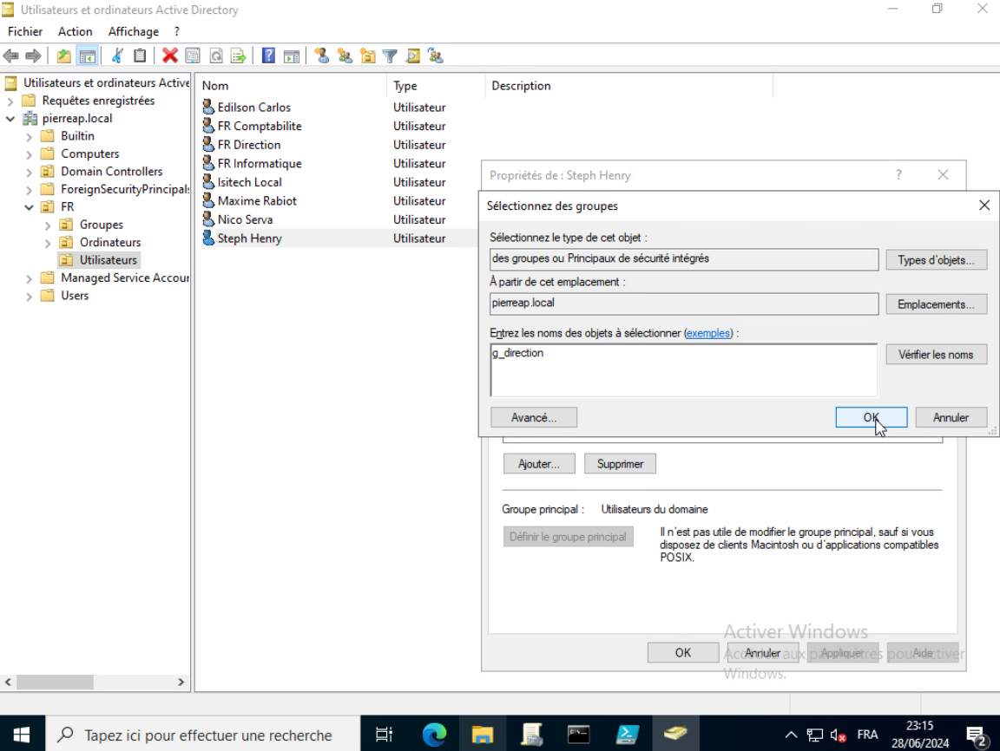 Utilisateurs et ordinateurs Active Directory
Fichier Action Affichage ?
Utilisateurs et ordinateurs Active
Requêtes enregistrées
pierreap.local
Builtin
Computers
Domain Controllers
ForeignSecurityPrincipals
FR
Groupes
Ordinateurs
Utilisateurs
Managed Service Accour
Users
Nom Type Description
Edilson Carlos Utilisateur
FR Comptabilite Utilisateur
FR Direction Utilisateur
FR Informatique Utilisateur
Isitech Local Utilisateur
Maxime Rabiot Utilisateur
Nico Serva Utilisateur
Steph Henry Utilisateur
Propriétés de : Steph Henry ?
Sélectionnez des groupes
Sélectionnez le type de cet objet :
des groupes ou Principaux de sécurité intégrés Types d'objets...
À partir de cet emplacement :
pierreap.local Emplacements...
Entrez les noms des objets à sélectionner (exemples) :
g_direction Vérifier les noms
Avancé... OK Annuler
Ajouter... Supprimer
Groupe principal : Utilisateurs du domaine
Définir le groupe principal
Il n'est pas utile de modifier le groupe principal, sauf si vous
disposez de clients Macintosh ou d'applications compatibles
POSIX.
Activer Windows
Accédez aux paramètres pour activer
Windows.
OK Annuler Appliquer Aide
Tapez ici pour effectuer une recherche
FRA
23:15
28/06/2024
2